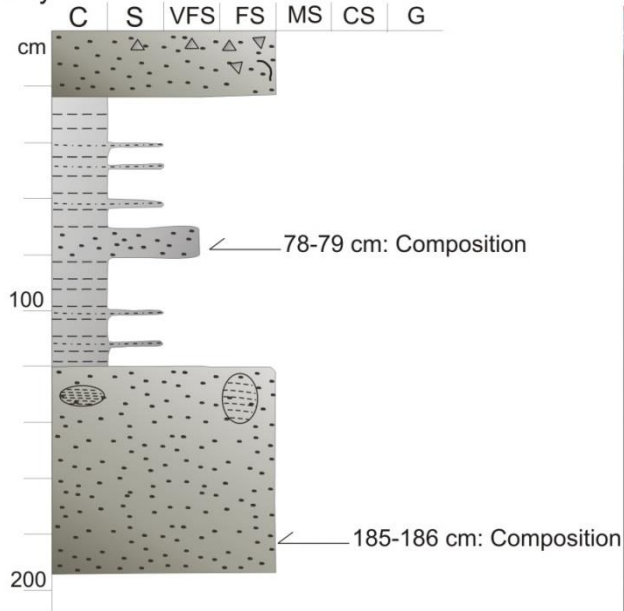 C S VFS FS MS CS G
cm
78-79 cm: Composition
100
185-186 cm: Composition
200